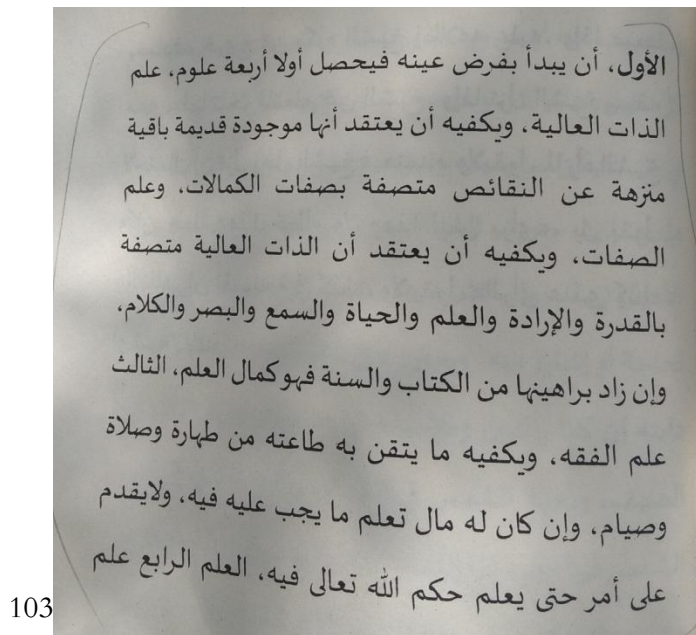 الأول، أن يبدأ بفرض عينه فيحصل أولا أربعة علوم، علم
الذات العالية، ويكفيه أن يعتقد أنها موجودة قديمة باقية
منزهة عن النقائص متصفة بصفات الكمالات، وعلم
الصفات، ويكفيه أن يعتقد أن الذات العالية متصفة
بالقدرة والإرادة والعلم والحياة والسمع والبصر والكلام،
وإن زاد براهينها من الكتاب والسنة فهو كمال العلم، الثالث
علم الفقه، ويكفيه ما يتقن به طاعته من طهارة وصلاة
وصيام، وإن كان له مال تعلم ما يجب عليه فيه، ولايقدم
على أمر حتى يعلم حكم الله تعالى فيه، العلم الرابع علم
103